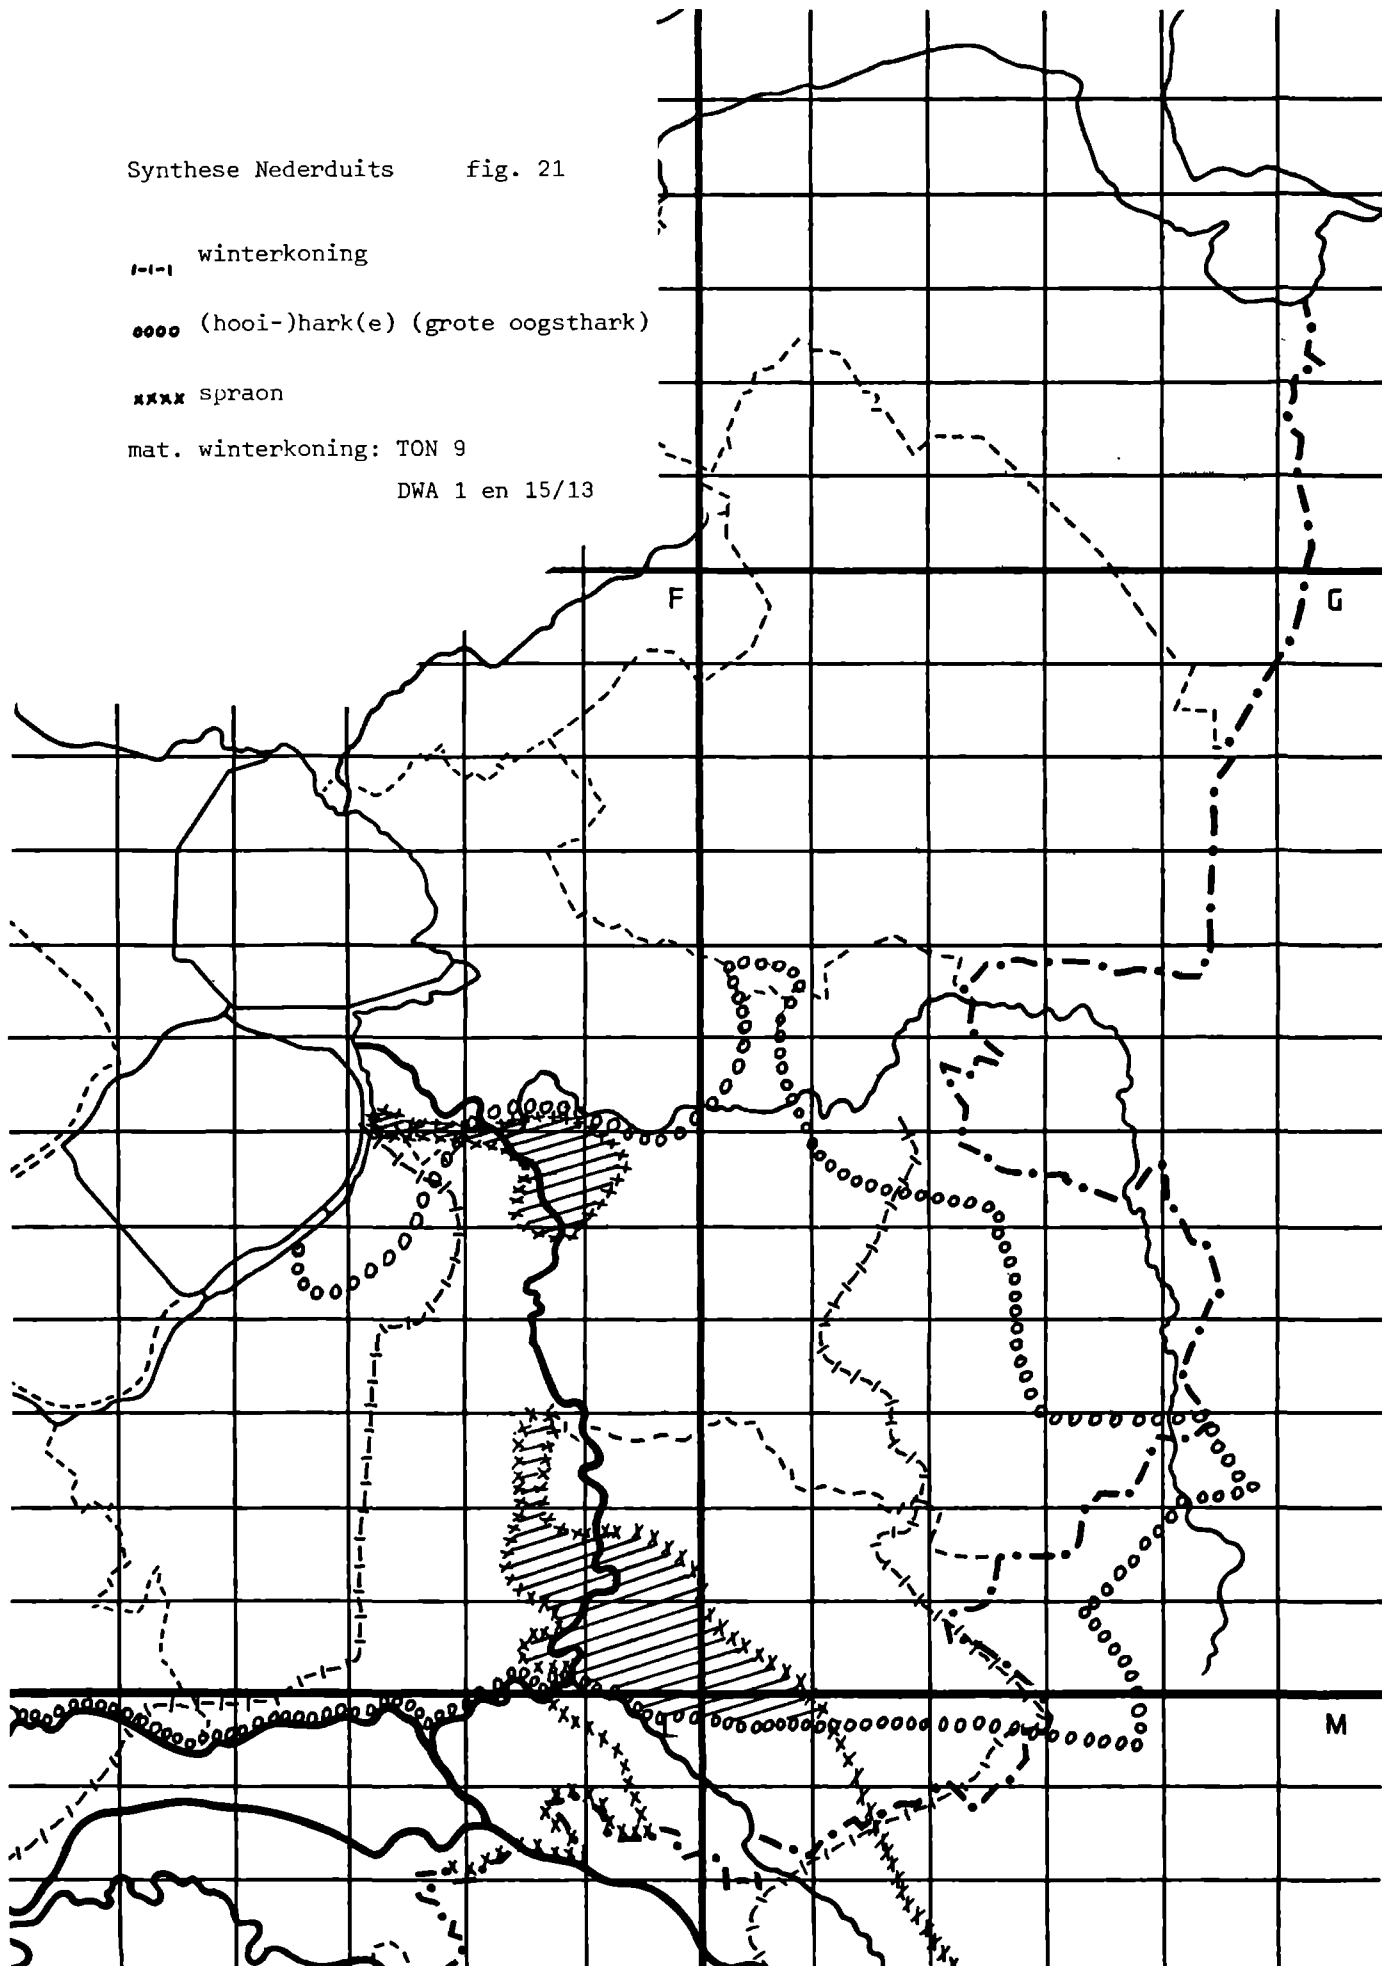 Synthese Nederduits fig. 21
winterkoning
(hooi-)hark(e) (grote oogsthark)
spraon
mat. winterkoning: TON 9
DWA 1 en 15/13
F
G
M